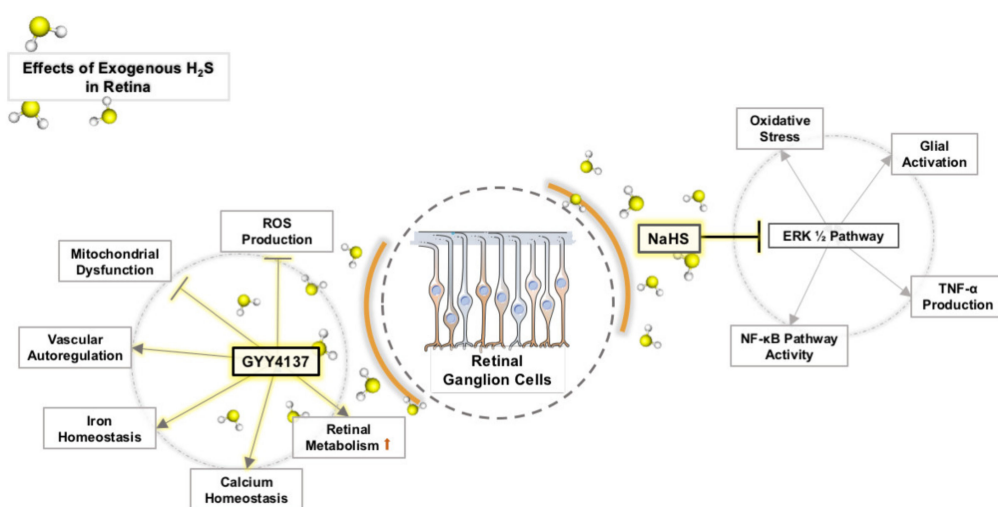 Effects of Exogenous H₂S
in Retina
ROS
Production
Mitochondrial
Dysfunction
Vascular
Autoregulation
GYY4137
Iron
Homeostasis
Retinal
Metabolism ↑
Calcium
Homeostasis
Retinal
Ganglion Cells
NaHS
Oxidative
Stress
Glial
Activation
ERK ½ Pathway
TNF-α
Production
NF-κB Pathway
Activity